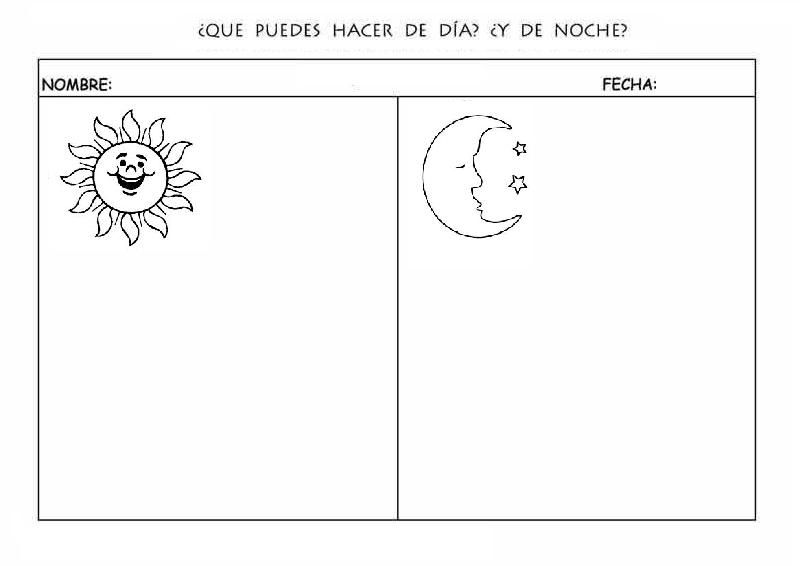 ¿QUE PUEDES HACER DE DÍA? ¿Y DE NOCHE?
NOMBRE: FECHA: